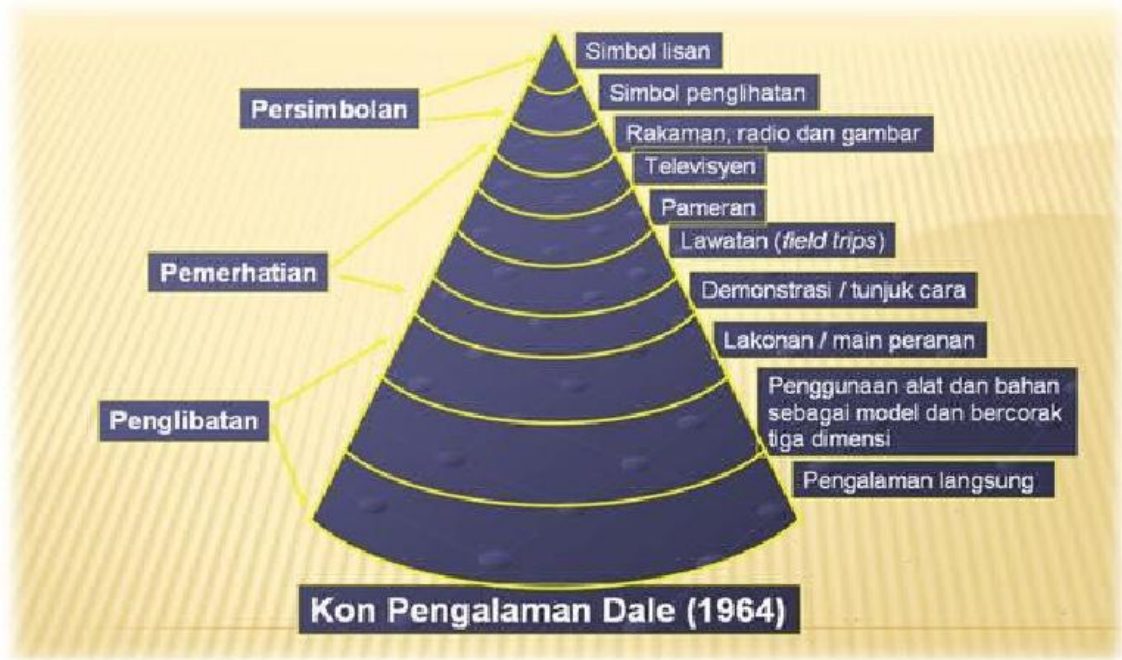 Simbol lisan
Simbol penglihatan
Persimbolan
Rakaman, radio dan gambar
Televisyen
Pameran
Lawatan (field trips)
Pemerhatian
Demonstrasi / tunjuk cara
Lakonan / main peranan
Penggunaan alat dan bahan
sebagai model dan bercorak
tiga dimensi
Penglibatan
Pengalaman langsung
Kon Pengalaman Dale (1964)